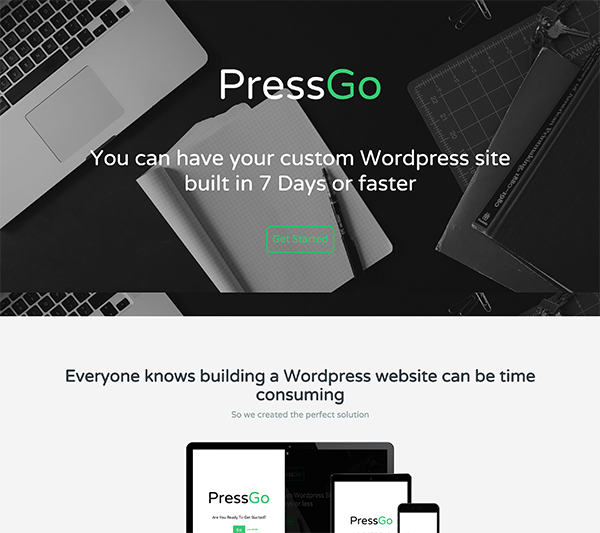 PressGo
You can have your custom Wordpress site
built in 7 Days or faster
Get Started
Everyone knows building a Wordpress website can be time
consuming
So we created the perfect solution
PressGo
Are You Ready To Get Started?
PressGo
PressGo